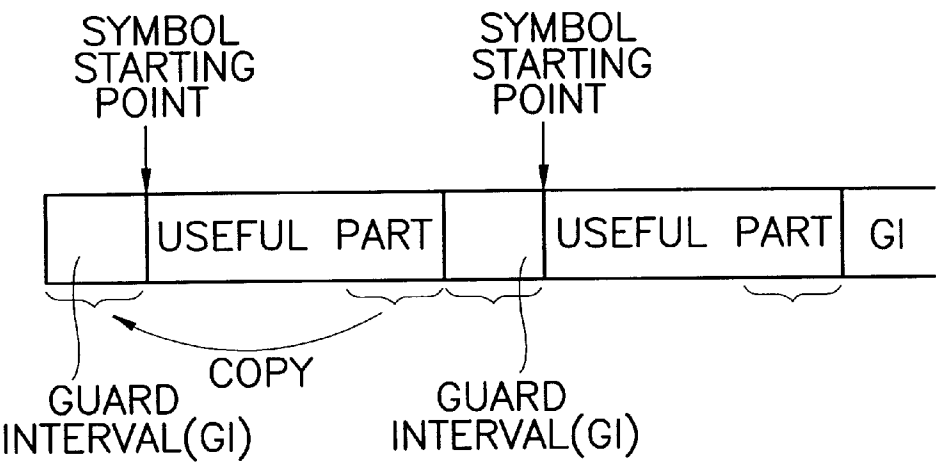 SYMBOL
STARTING
POINT
SYMBOL
STARTING
POINT
USEFUL PART
USEFUL PART
GI
COPY
GUARD
INTERVAL(GI)
GUARD
INTERVAL(GI)